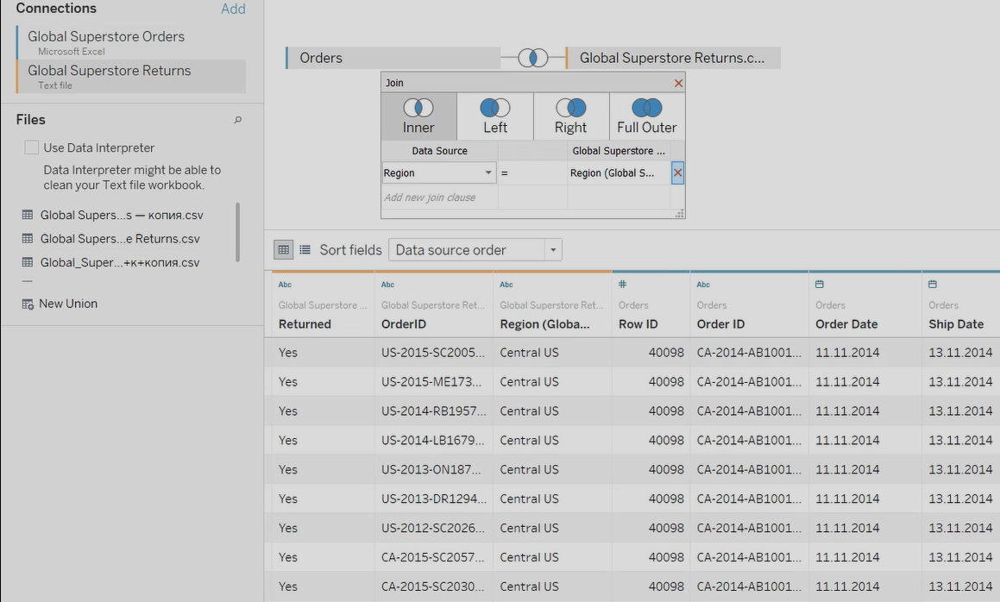 Connections Add
Global Superstore Orders
Microsoft Excel
Global Superstore Returns
Text file
Files
Use Data Interpreter
Data Interpreter might be able to
clean your Text file workbook.
Global Supers...s — копия.csv
Global Supers...e Returns.csv
Global_Super...+к+копия.csv
New Union
Orders Global Superstore Returns.c...
Join
Inner Left Right Full Outer
Data Source Global Superstore ...
Region = Region (Global S...
Add new join clause
Sort fields Data source order
Abc Abc Abc # Abc
Global Superstore ... Global Superstore Ret... Global Superstore Ret... Orders Orders Orders Orders
Returned OrderID Region (Globa... Row ID Order ID Order Date Ship Date
Yes US-2015-SC2005... Central US 40098 CA-2014-AB1001... 11.11.2014 13.11.2014
Yes US-2015-ME173... Central US 40098 CA-2014-AB1001... 11.11.2014 13.11.2014
Yes US-2014-RB1957... Central US 40098 CA-2014-AB1001... 11.11.2014 13.11.2014
Yes US-2014-LB1679... Central US 40098 CA-2014-AB1001... 11.11.2014 13.11.2014
Yes US-2013-ON187... Central US 40098 CA-2014-AB1001... 11.11.2014 13.11.2014
Yes US-2013-DR1294... Central US 40098 CA-2014-AB1001... 11.11.2014 13.11.2014
Yes US-2012-SC2026... Central US 40098 CA-2014-AB1001... 11.11.2014 13.11.2014
Yes CA-2015-SC2057... Central US 40098 CA-2014-AB1001... 11.11.2014 13.11.2014
Yes CA-2015-SC2030... Central US 40098 CA-2014-AB1001... 11.11.2014 13.11.2014